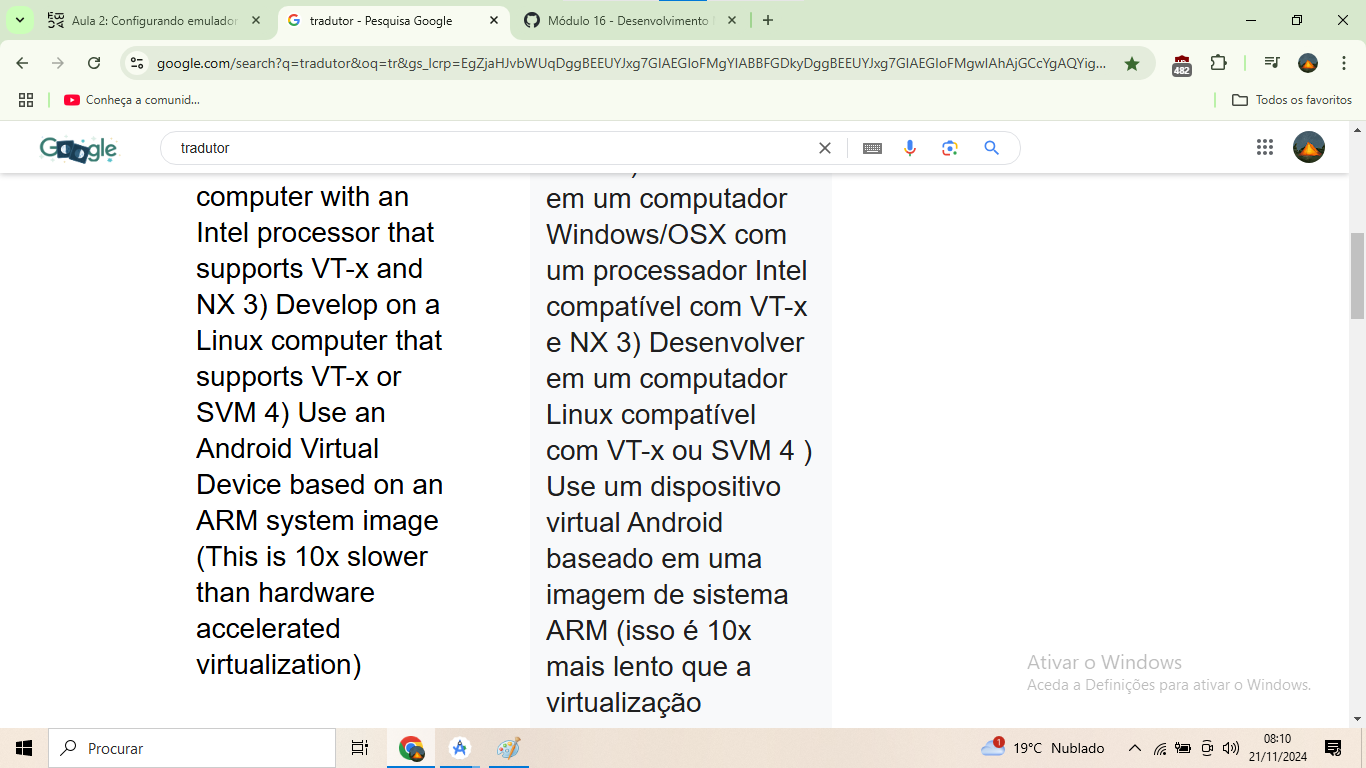 Aula 2: Configurando emulador
tradutor - Pesquisa Google
Módulo 16 - Desenvolvimento
google.com/search?q=tradutor&oq=tr&gs_lcrp=EgZjaHJvbWUqDggBEEUYJxg7GIAEGIoFMgYIABBFGDkyDggBEEUYJxg7GIAEGIoFMgwIAhAjGCcYgAQYig...
482
Conheça a comunid...
Todos os favoritos
Google
tradutor
computer with an
Intel processor that
supports VT-x and
NX 3) Develop on a
Linux computer that
supports VT-x or
SVM 4) Use an
Android Virtual
Device based on an
ARM system image
(This is 10x slower
than hardware
accelerated
virtualization)
em um computador
Windows/OSX com
um processador Intel
compatível com VT-x
e NX 3) Desenvolver
em um computador
Linux compatível
com VT-x ou SVM 4 )
Use um dispositivo
virtual Android
baseado em uma
imagem de sistema
ARM (isso é 10x
mais lento que a
virtualização
Ativar o Windows
Aceda a Definições para ativar o Windows.
Procurar
1
19°C Nublado
08:10
21/11/2024